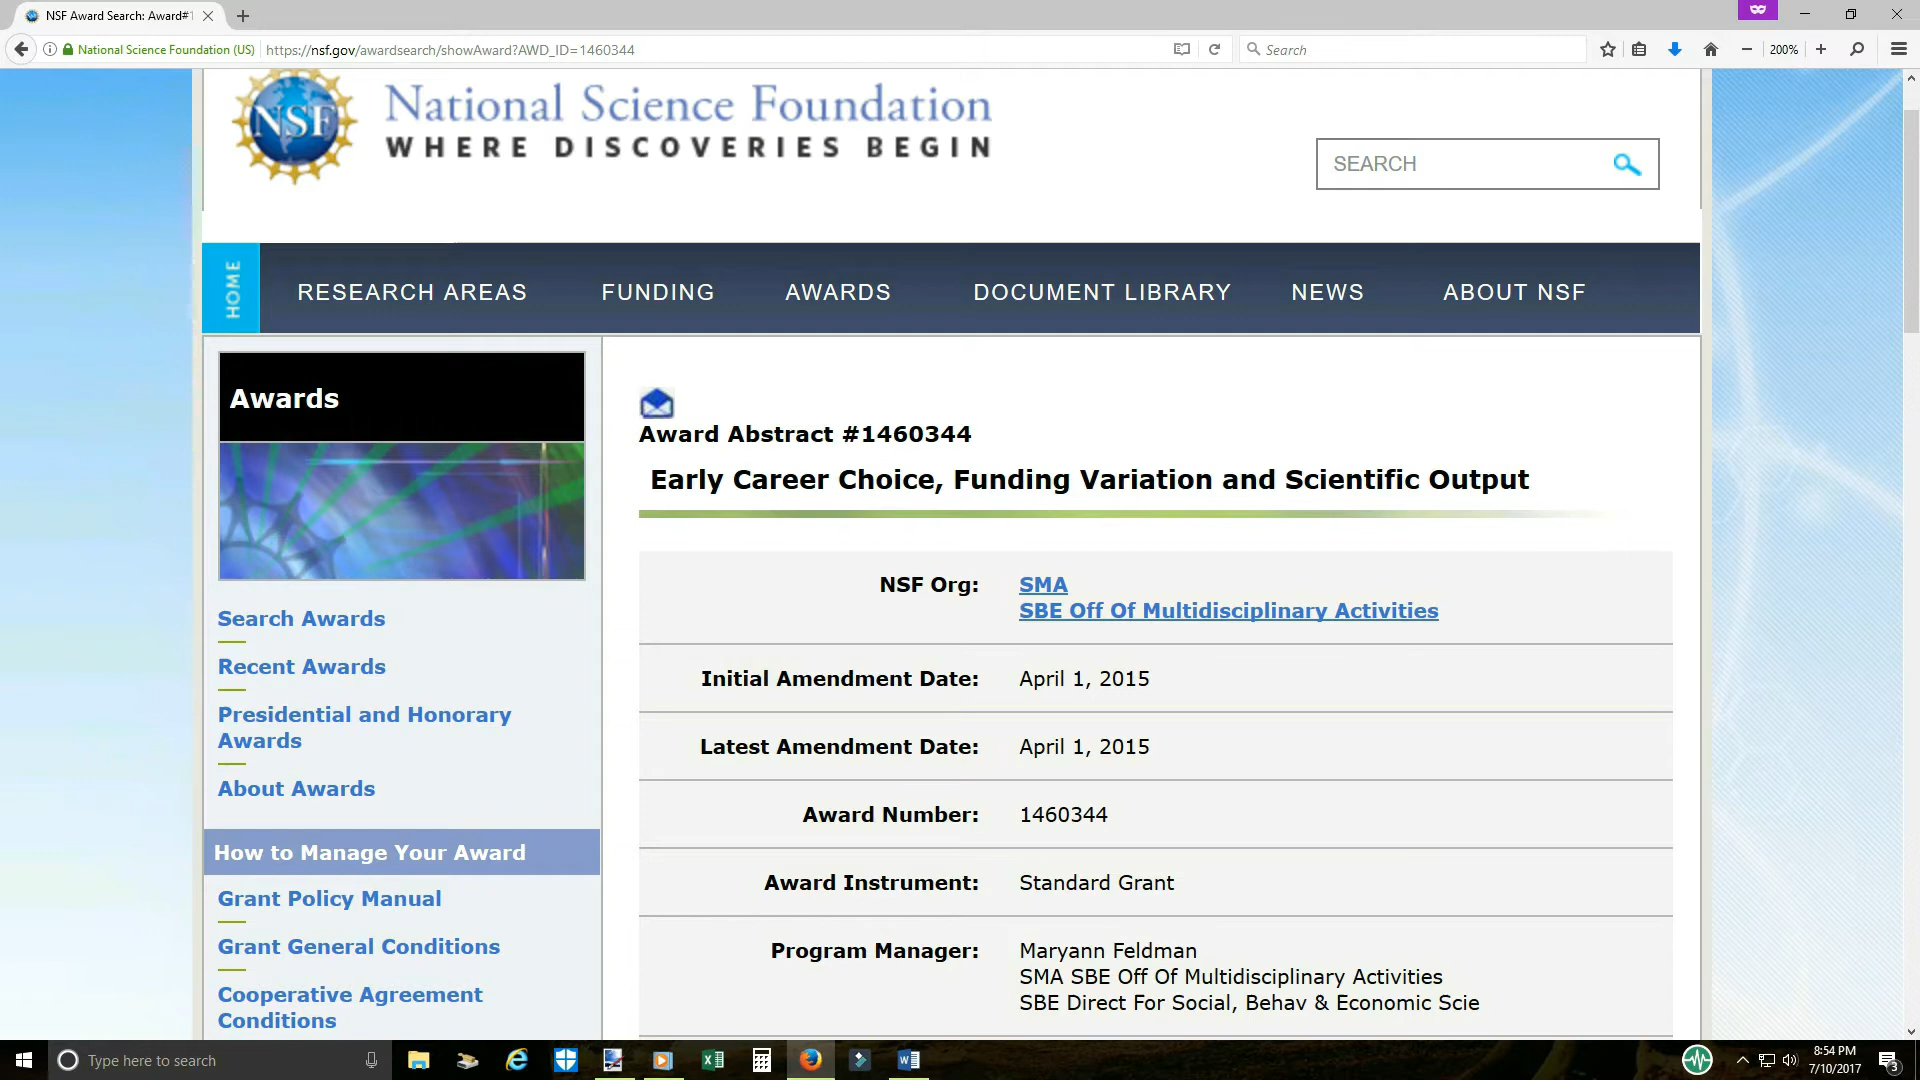 NSF Award Search: Award#1
National Science Foundation (US)
https://nsf.gov/awardsearch/showAward?AWD_ID=1460344
Search
200%
NSF
National Science Foundation
WHERE DISCOVERIES BEGIN
SEARCH
HOME
RESEARCH AREAS
FUNDING
AWARDS
DOCUMENT LIBRARY
NEWS
ABOUT NSF
Awards
Search Awards
Recent Awards
Presidential and Honorary
Awards
About Awards
How to Manage Your Award
Grant Policy Manual
Grant General Conditions
Cooperative Agreement
Conditions
Award Abstract #1460344
Early Career Choice, Funding Variation and Scientific Output
NSF Org: SMA
SBE Off Of Multidisciplinary Activities
Initial Amendment Date: April 1, 2015
Latest Amendment Date: April 1, 2015
Award Number: 1460344
Award Instrument: Standard Grant
Program Manager: Maryann Feldman
SMA SBE Off Of Multidisciplinary Activities
SBE Direct For Social, Behav & Economic Scie
Type here to search
8:54 PM
7/10/2017
3